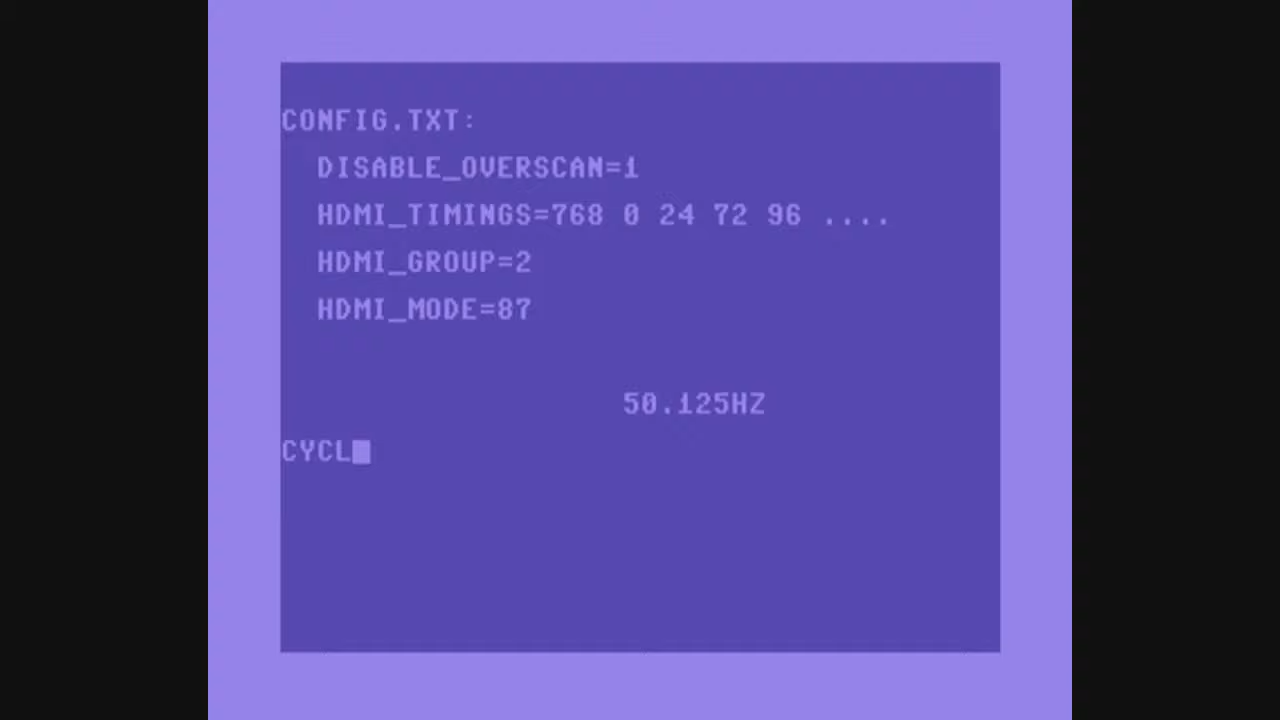 CONFIG.TXT:
DISABLE_OVERSCAN=1
HDMI_TIMINGS=768 0 24 72 96 ....
HDMI_GROUP=2
HDMI_MODE=87
50.125HZ
CYCL